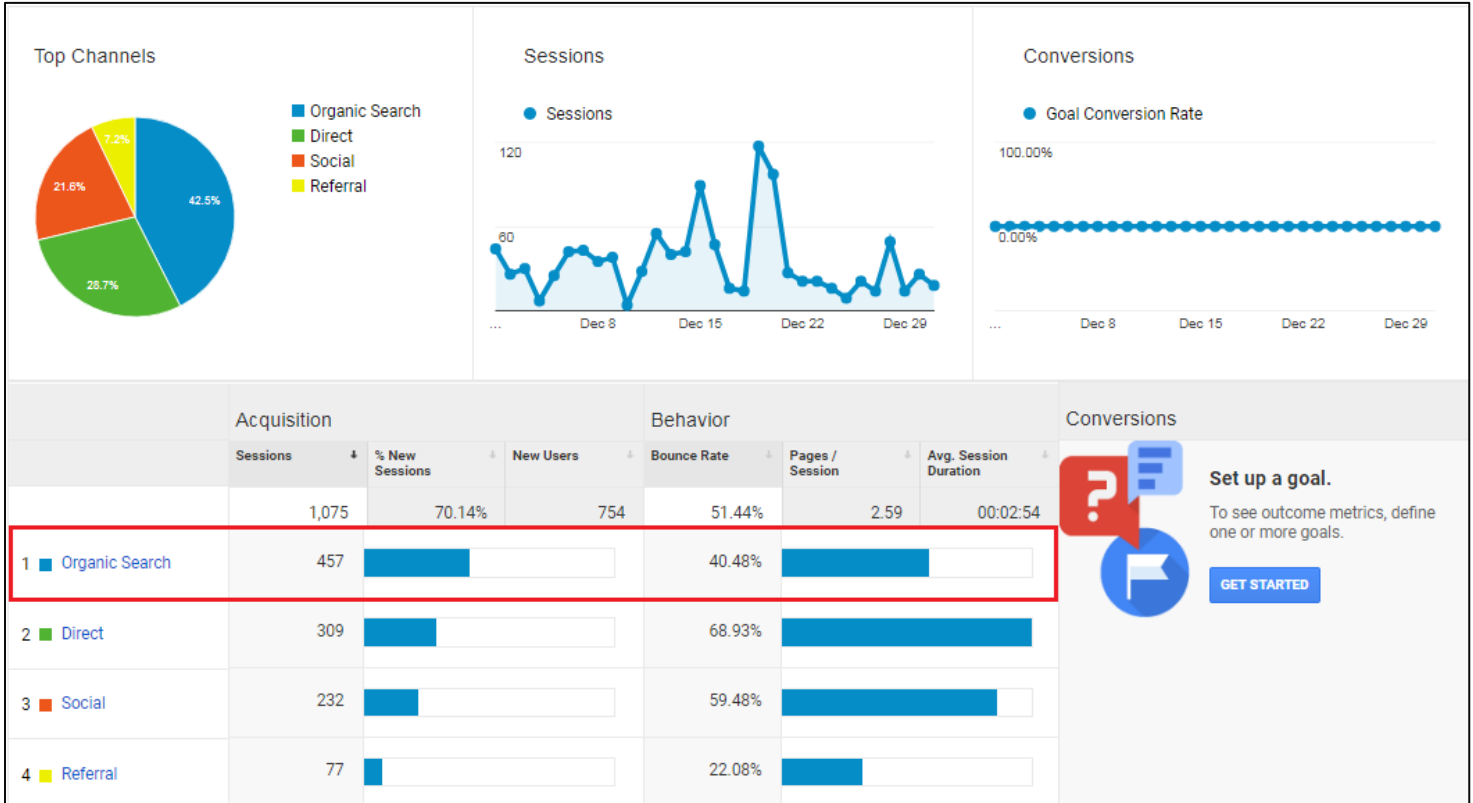 Top Channels
Organic Search
Direct
Social
Referral
7.2%
42.5%
21.6%
28.7%
Sessions
Sessions
120
60
...
Dec 8
Dec 15
Dec 22
Dec 29
Conversions
Goal Conversion Rate
100.00%
0.00%
...
Dec 8
Dec 15
Dec 22
Dec 29
Acquisition
Behavior
Conversions
Sessions
% New
Sessions
New Users
Bounce Rate
Pages /
Session
Avg. Session
Duration
1,075
70.14%
754
51.44%
2.59
00:02:54
1 Organic Search
457
40.48%
2 Direct
309
68.93%
3 Social
232
59.48%
4 Referral
77
22.08%
?
Set up a goal.
To see outcome metrics, define
one or more goals.
GET STARTED